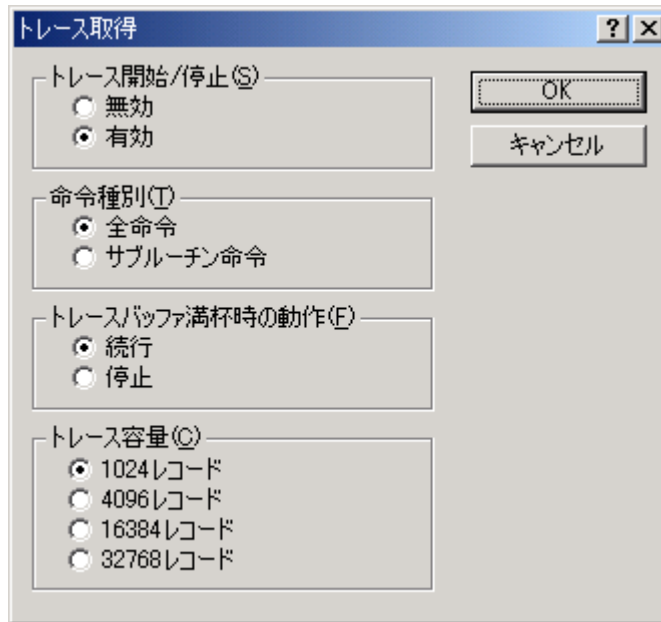 トレース取得
トレース開始/停止(S)
無効
有効
OK
キャンセル
命令種別(T)
全命令
サブルーチン命令
トレースバッファ満杯時の動作(F)
続行
停止
トレース容量(C)
1024レコード
4096レコード
16384レコード
32768レコード